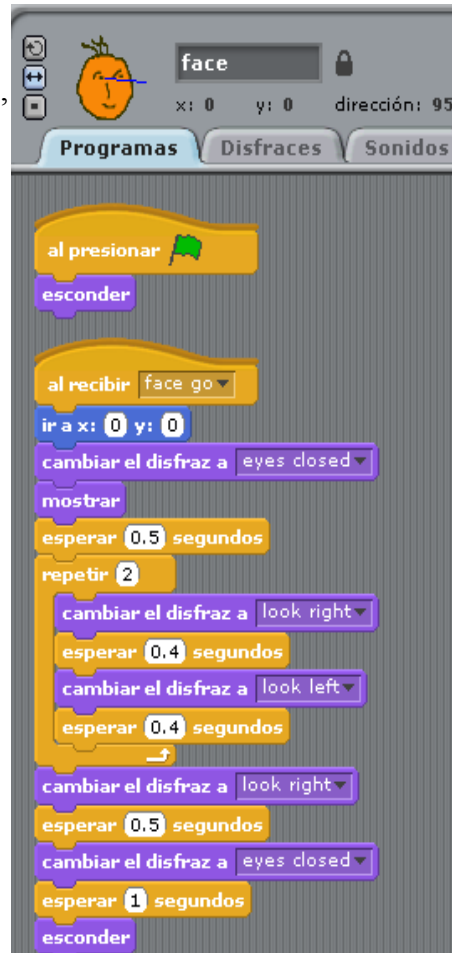 face
,
x: 0 y: 0 dirección: 95
Programas Disfraces Sonidos
al presionar
esconder
al recibir face go
ir a x: 0 y: 0
cambiar el disfraz a eyes closed
mostrar
esperar 0.5 segundos
repetir 2
cambiar el disfraz a look right
esperar 0.4 segundos
cambiar el disfraz a look left
esperar 0.4 segundos
cambiar el disfraz a look right
esperar 0.5 segundos
cambiar el disfraz a eyes closed
esperar 1 segundos
esconder